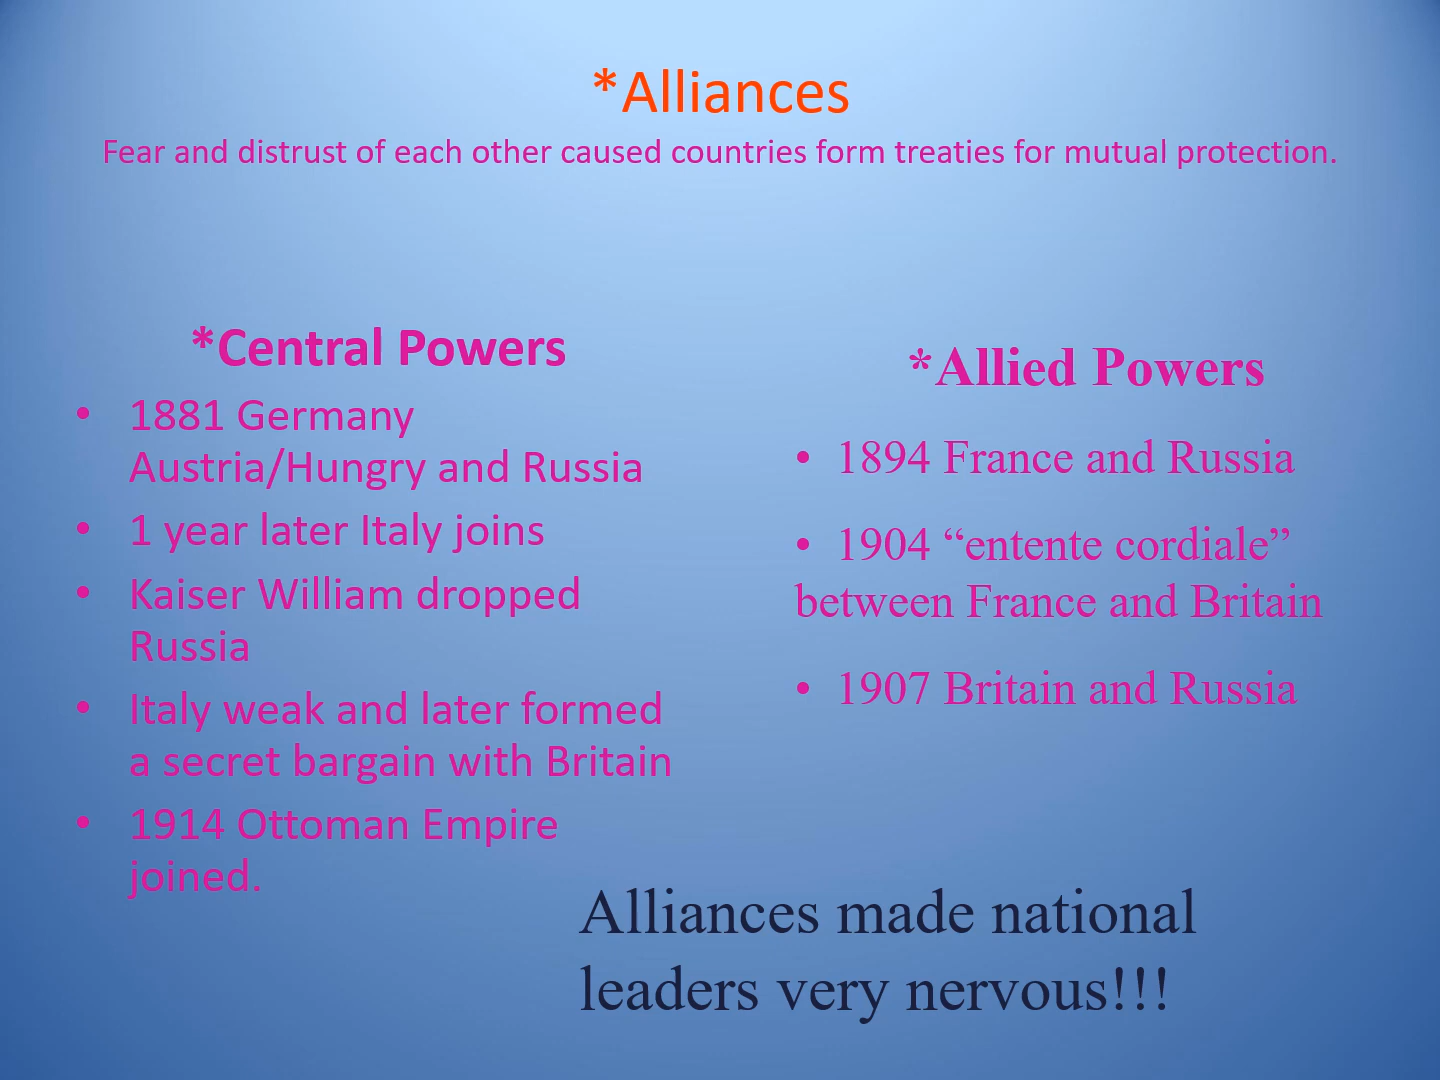 *Alliances
Fear and distrust of each other caused countries form treaties for mutual protection.
*Central Powers
• 1881 Germany
Austria/Hungry and Russia
• 1 year later Italy joins
• Kaiser William dropped
Russia
• Italy weak and later formed
a secret bargain with Britain
• 1914 Ottoman Empire
joined.
*Allied Powers
• 1894 France and Russia
• 1904 “entente cordiale”
between France and Britain
• 1907 Britain and Russia
Alliances made national
leaders very nervous!!!